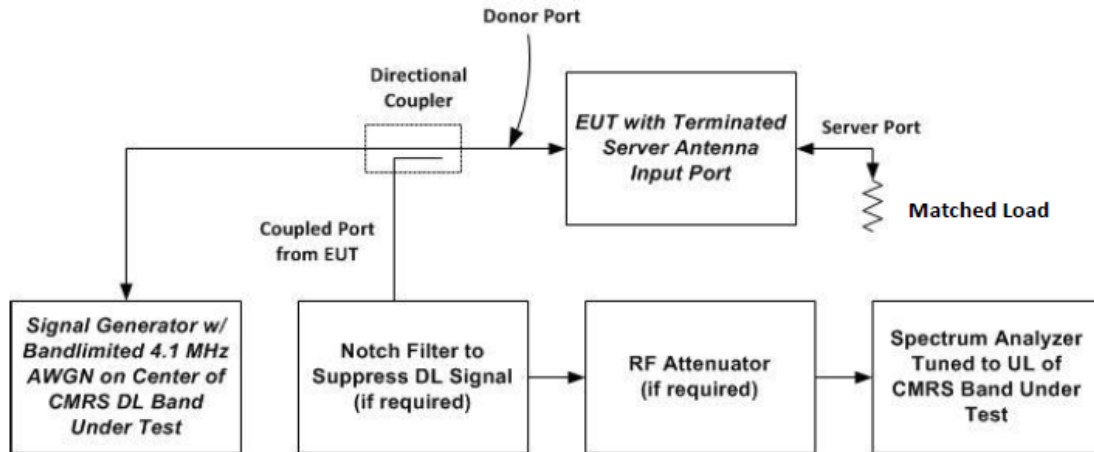 Donor Port
Directional
Coupler
EUT with Terminated
Server Antenna
Input Port
Server Port
Matched Load
Coupled Port
from EUT
Signal Generator w/
Bandlimited 4.1 MHz
AWGN on Center of
CMRS DL Band
Under Test
Notch Filter to
Suppress DL Signal
(if required)
RF Attenuator
(if required)
Spectrum Analyzer
Tuned to UL of
CMRS Band Under
Test